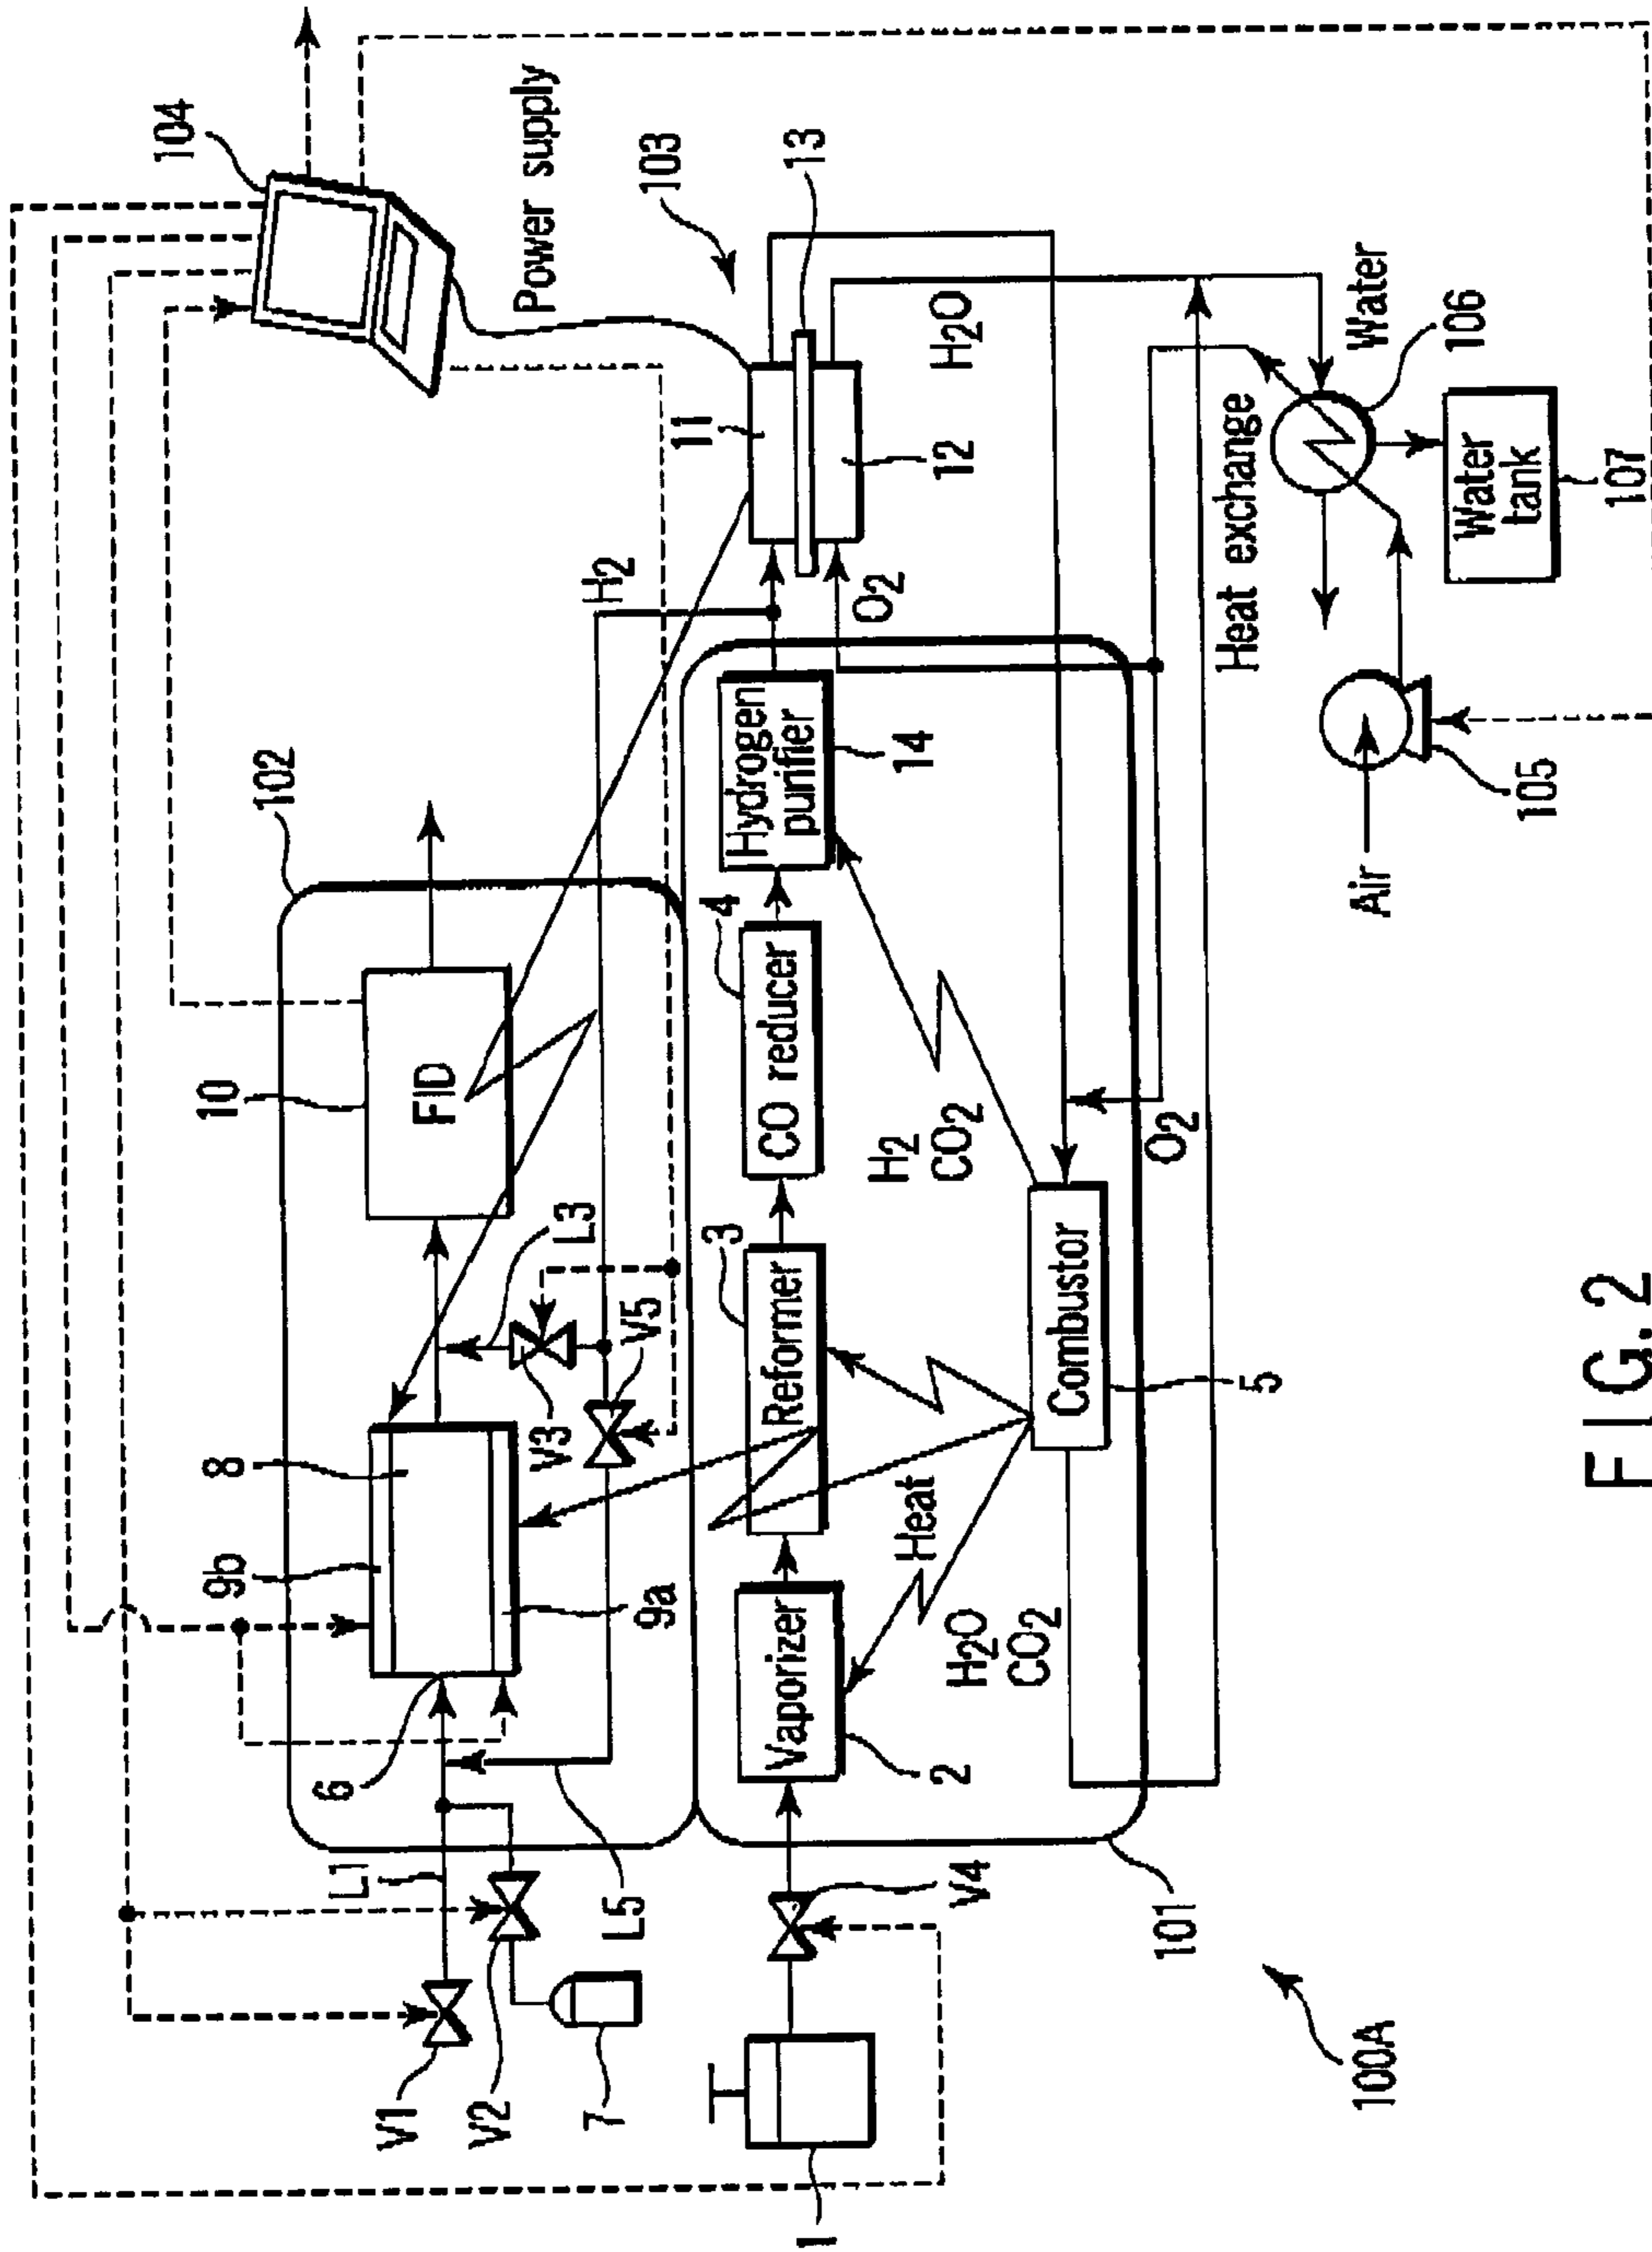 104
Power supply
102
103
13
10
FID
H2
11
12
H2O
9b
8
L3
V3
V5
9a
6
L1
L5
V1
V2
7
3
Reformer
4
CO reducer
Hydrogen
purifier
14
O2
Vaporizer
2
Heat
H2
CO2
H2O
CO2
Combustor
5
O2
V4
1
101
Heat exchange
Water
106
Water
tank
107
Air
105
100A
FIG.2